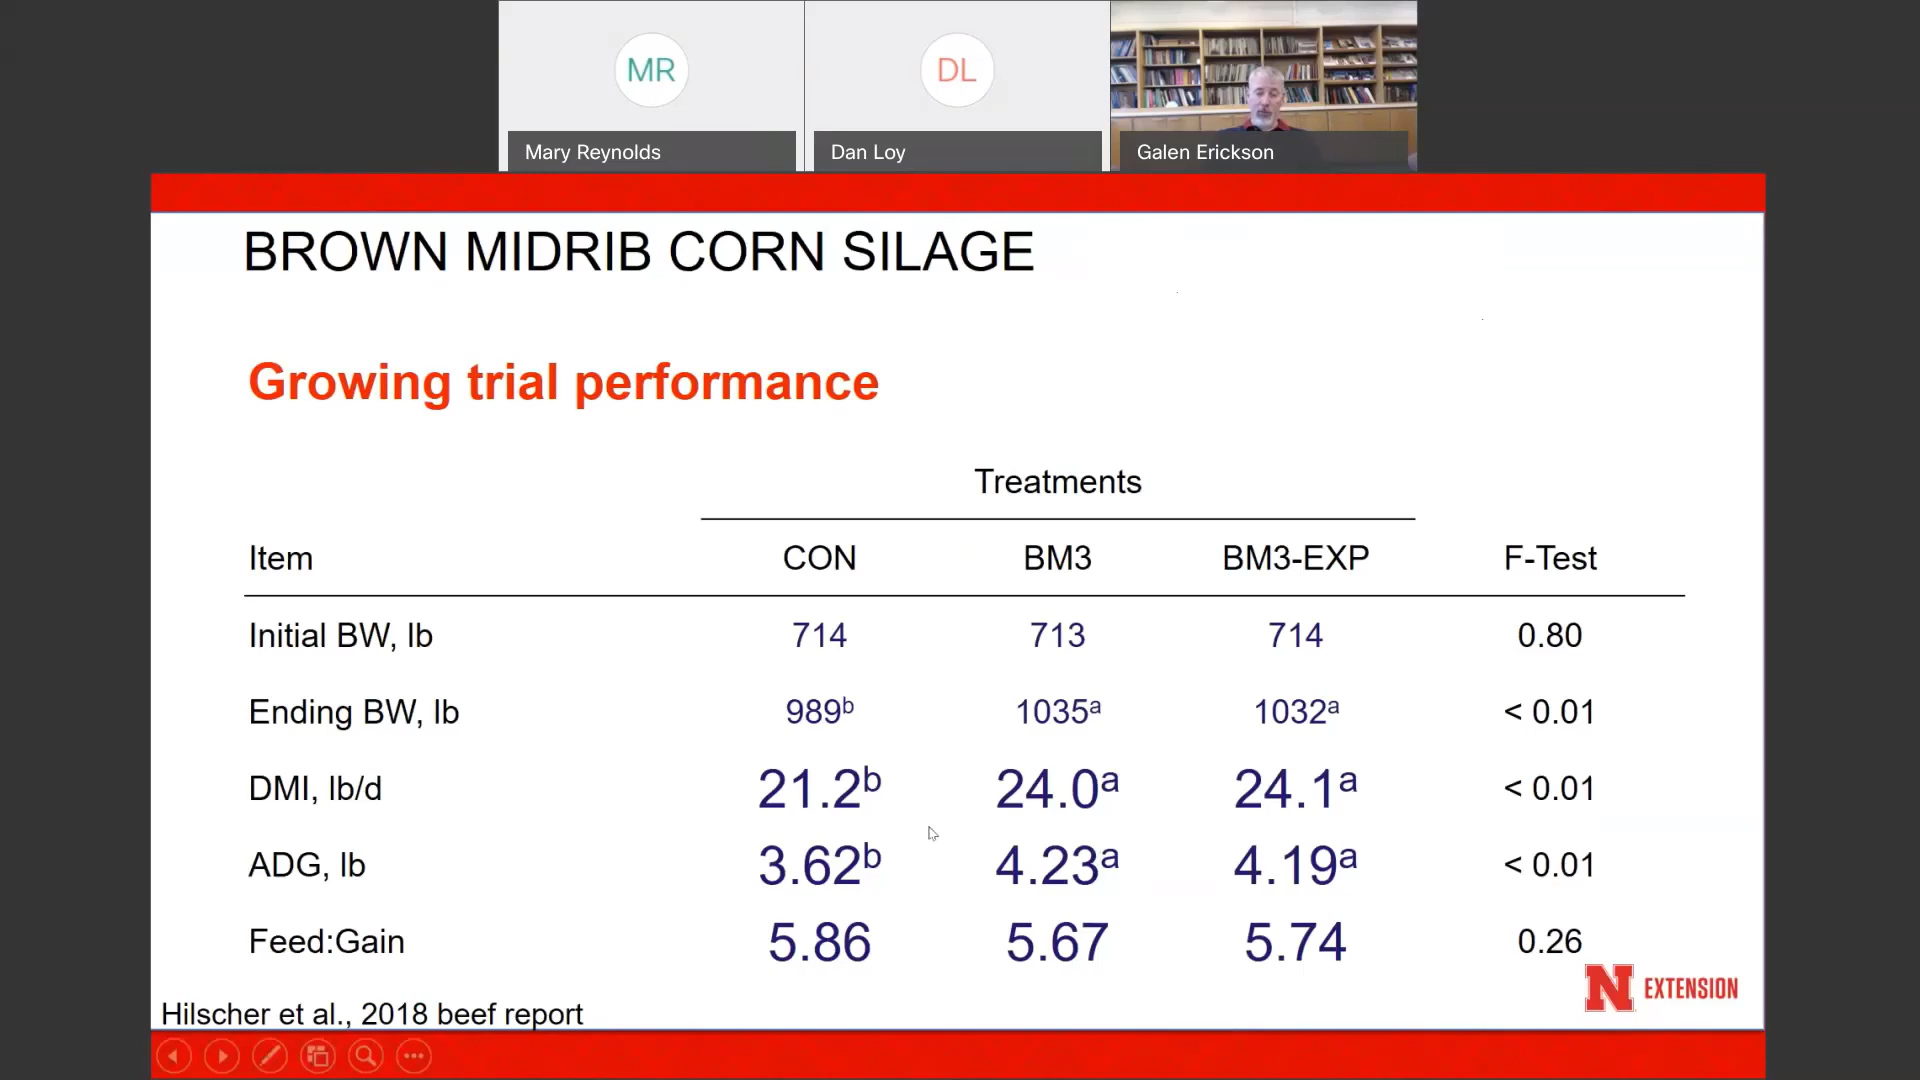 MR
DL
Mary Reynolds
Dan Loy
Galen Erickson
BROWN MIDRIB CORN SILAGE
Growing trial performance
Treatments
Item CON BM3 BM3-EXP F-Test
Initial BW, lb 714 713 714 0.80
Ending BW, lb 989ᵇ 1035ᵃ 1032ᵃ < 0.01
DMI, lb/d 21.2ᵇ 24.0ᵃ 24.1ᵃ < 0.01
ADG, lb 3.62ᵇ 4.23ᵃ 4.19ᵃ < 0.01
Feed:Gain 5.86 5.67 5.74 0.26
N EXTENSION
Hilscher et al., 2018 beef report